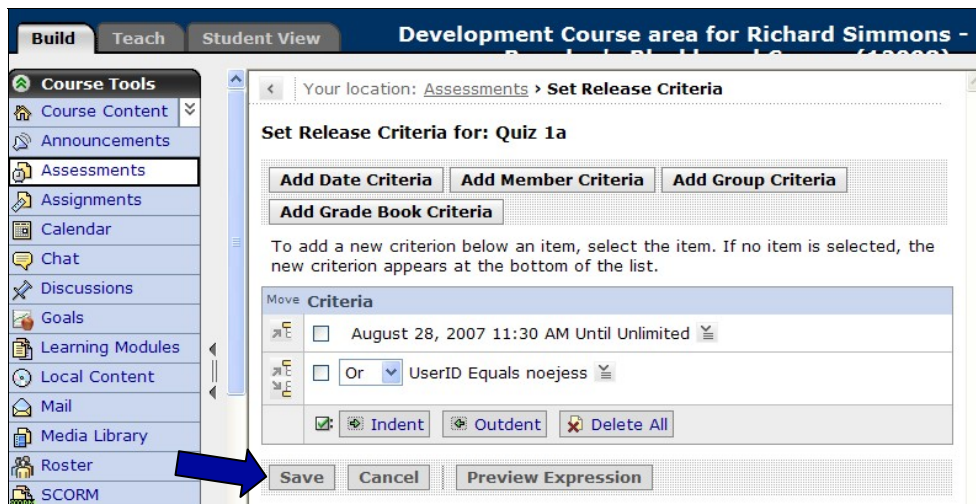 Build Teach Student View Development Course area for Richard Simmons -
Course Tools
Course Content
Announcements
Assessments
Assignments
Calendar
Chat
Discussions
Goals
Learning Modules
Local Content
Mail
Media Library
Roster
SCORM
Your location: Assessments › Set Release Criteria
Set Release Criteria for: Quiz 1a
Add Date Criteria Add Member Criteria Add Group Criteria
Add Grade Book Criteria
To add a new criterion below an item, select the item. If no item is selected, the
new criterion appears at the bottom of the list.
Move Criteria
August 28, 2007 11:30 AM Until Unlimited
Or UserID Equals noejess
Indent Outdent Delete All
Save Cancel Preview Expression